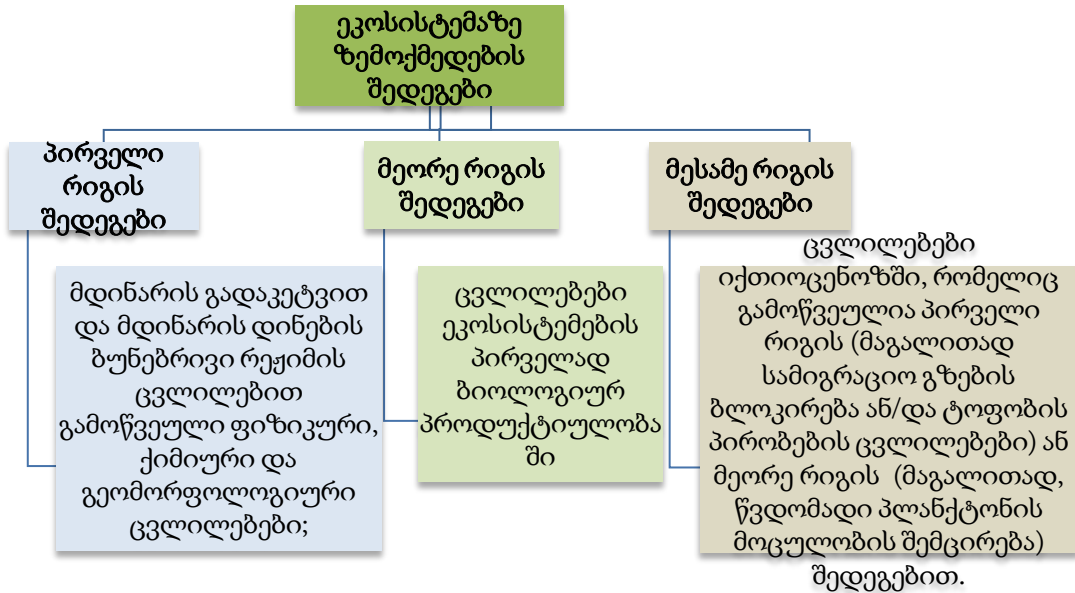 ეკოსისტემაზე
ზემოქმედების
შედეგები
პირველი
რიგის
შედეგები
მდინარის გადაკეტვით
და მდინარის დინების
ბუნებრივი რეჟიმის
ცვლილებით
გამოწვეული ფიზიკური,
ქიმიური და
გეომორფოლოგიური
ცვლილებები;
მეორე რიგის
შედეგები
ცვლილებები
ეკოსისტემების
პირველად
ბიოლოგიურ
პროდუქტიულობა
ში
მესამე რიგის
შედეგები
ცვლილებები
იქთიოცენოზში, რომელიც
გამოწვეულია პირველი
რიგის (მაგალითად
სამიგრაციო გზების
ბლოკირება ან/და ტოფობის
პირობების ცვლილებები) ან
მეორე რიგის (მაგალითად,
წვდომადი პლანქტონის
მოცულობის შემცირება)
შედეგებით.